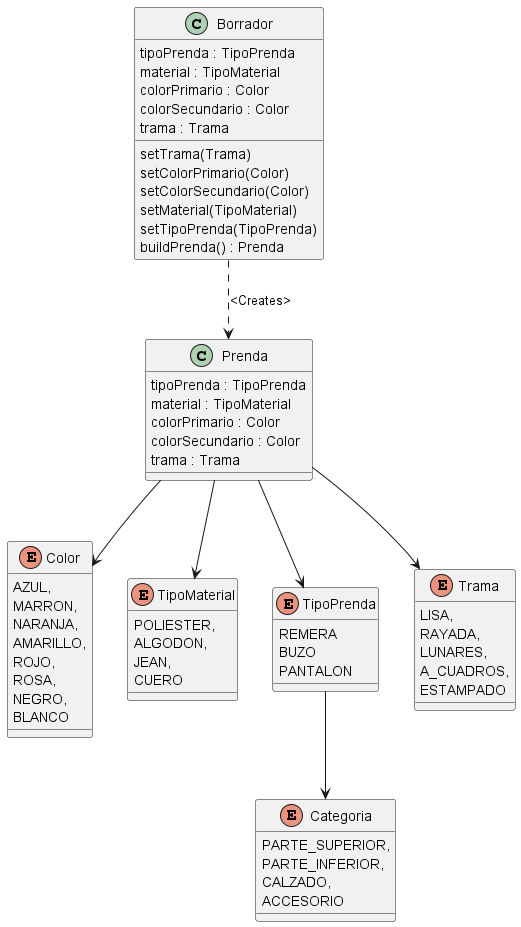 C Borrador
tipoPrenda : TipoPrenda
material : TipoMaterial
colorPrimario : Color
colorSecundario : Color
trama : Trama
setTrama(Trama)
setColorPrimario(Color)
setColorSecundario(Color)
setMaterial(TipoMaterial)
setTipoPrenda(TipoPrenda)
buildPrenda() : Prenda
<Creates>
C Prenda
tipoPrenda : TipoPrenda
material : TipoMaterial
colorPrimario : Color
colorSecundario : Color
trama : Trama
E Color
AZUL,
MARRON,
NARANJA,
AMARILLO,
ROJO,
ROSA,
NEGRO,
BLANCO
E TipoMaterial
POLIESTER,
ALGODON,
JEAN,
CUERO
E TipoPrenda
REMERA
BUZO
PANTALON
E Trama
LISA,
RAYADA,
LUNARES,
A_CUADROS,
ESTAMPADO
E Categoria
PARTE_SUPERIOR,
PARTE_INFERIOR,
CALZADO,
ACCESORIO